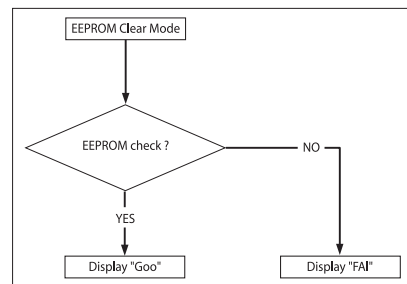 EEPROM Clear Mode
EEPROM check ?
NO
YES
Display "Goo"
Display "FAI"